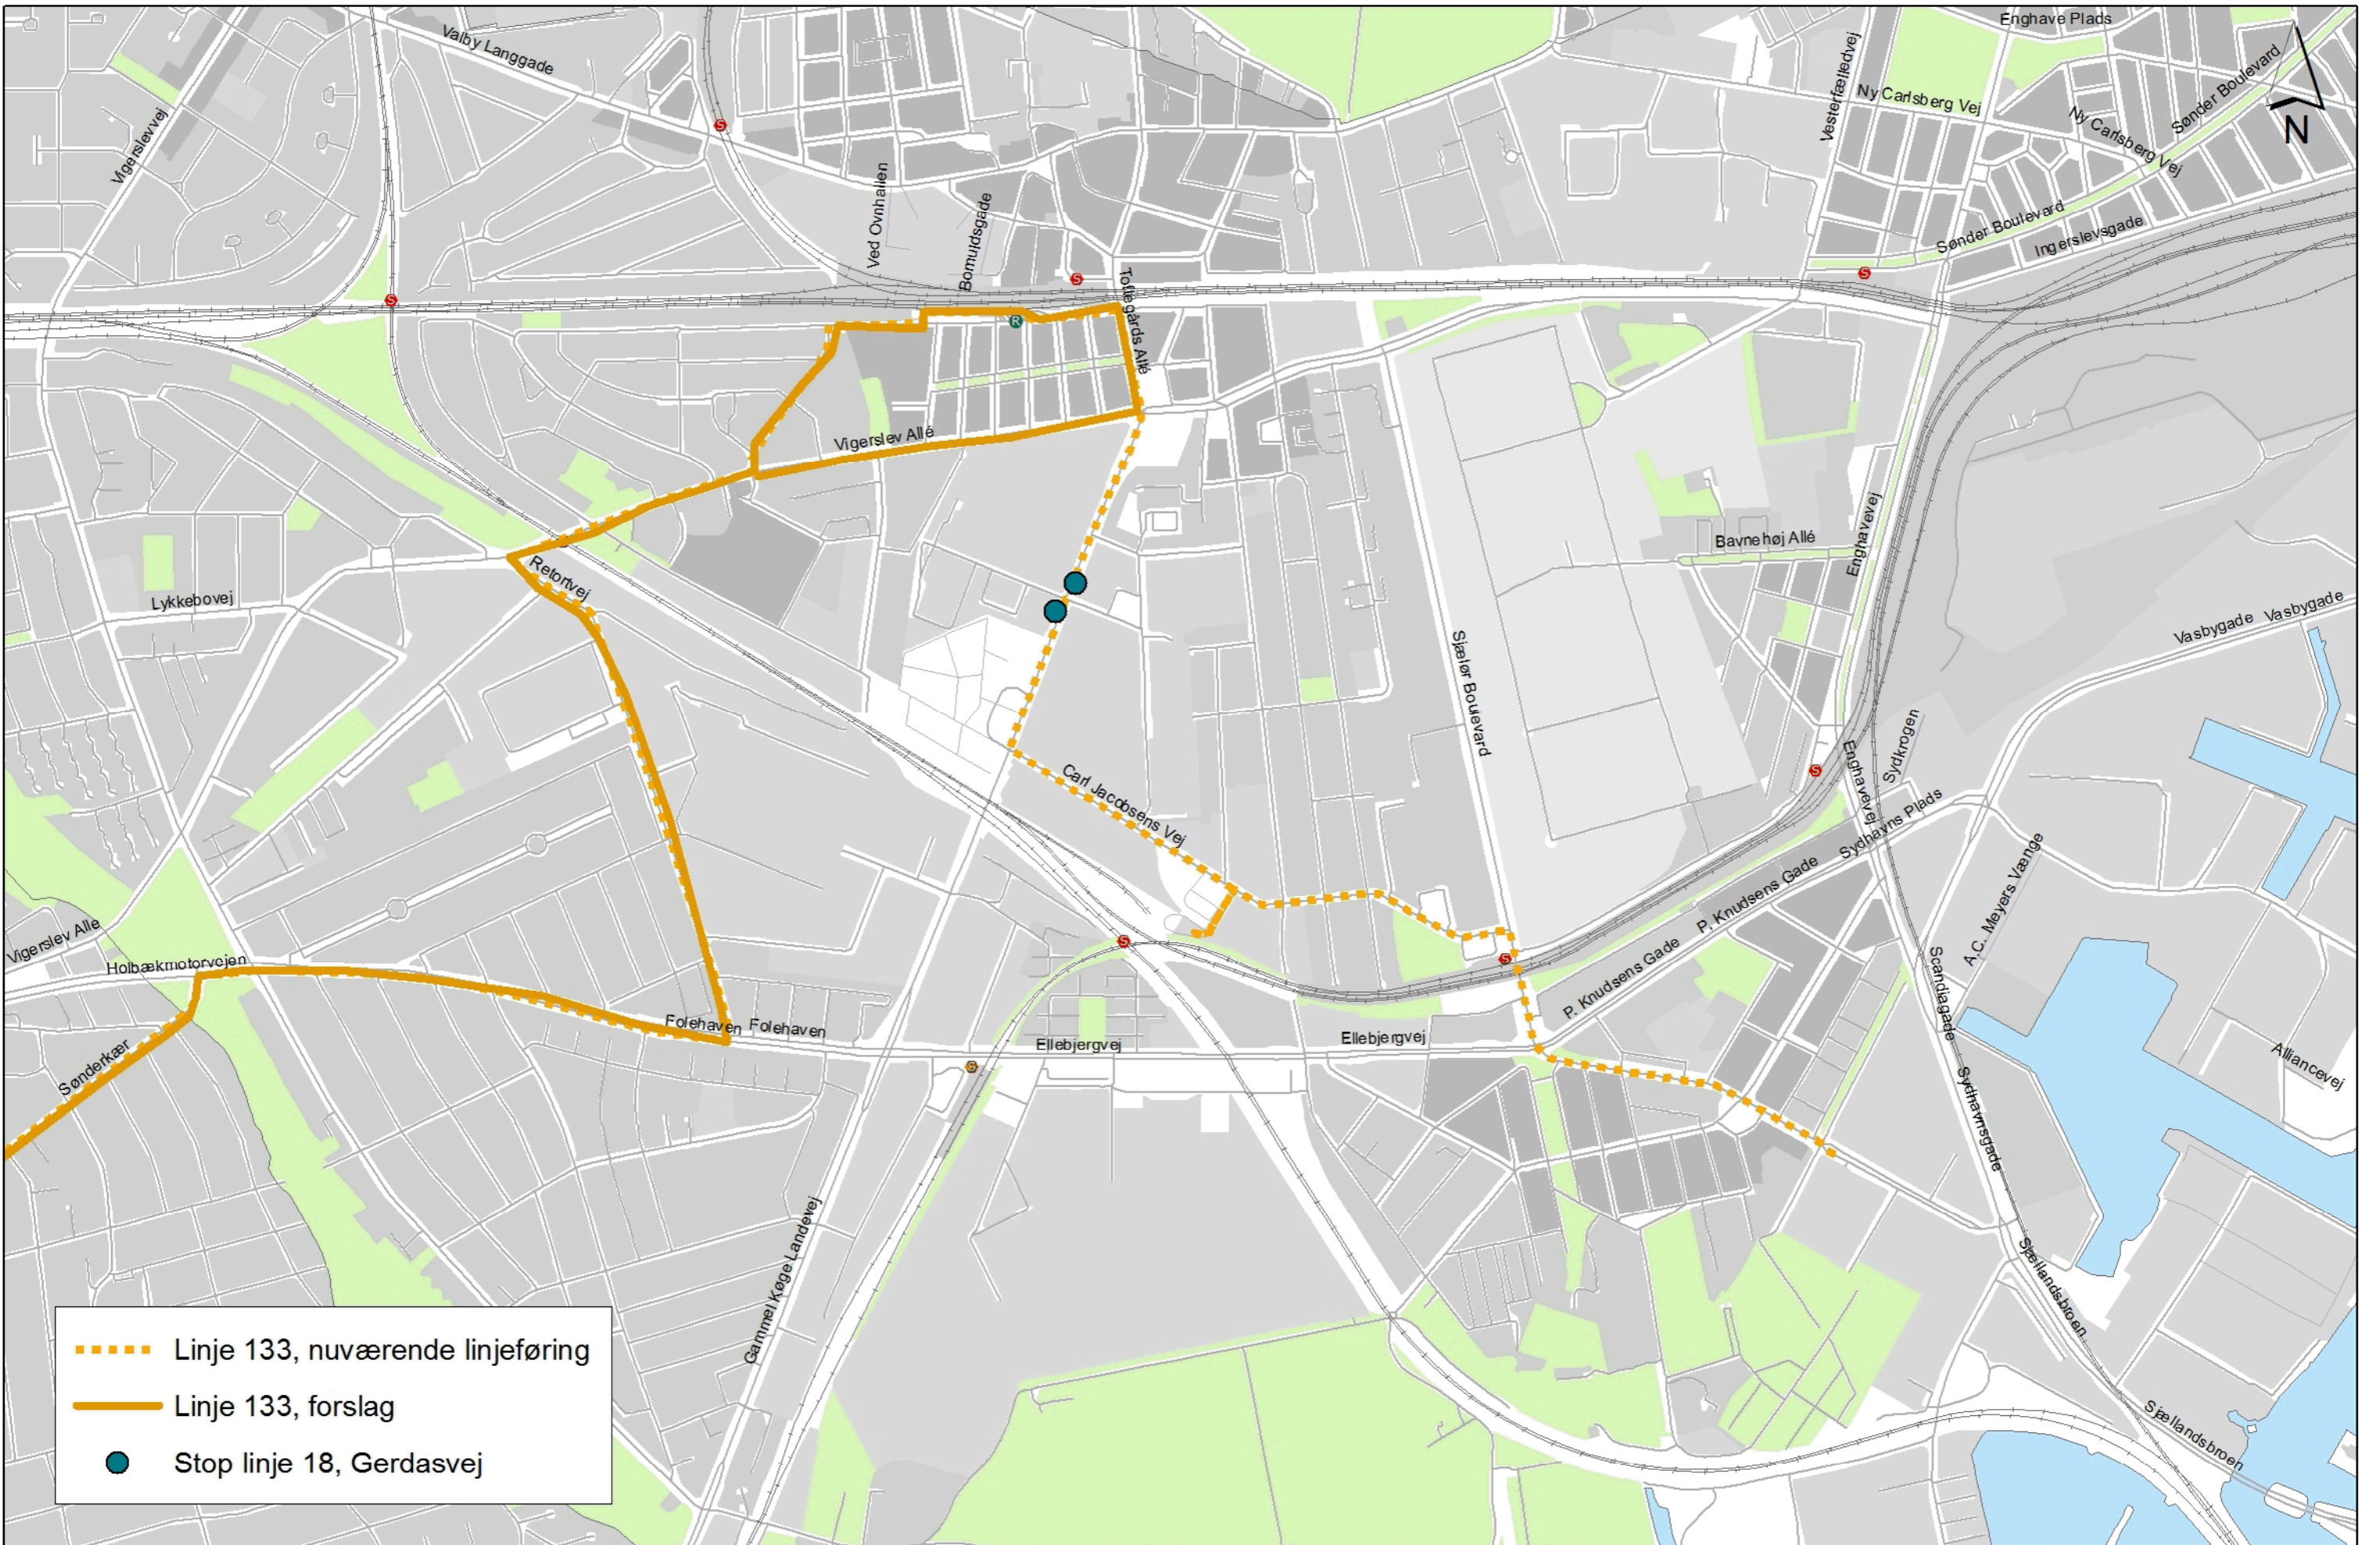 Enghave Plads
Valby Langgade
Vesterfælledvej
Sønder Boulevard
Ny Carlsberg Vej
N
Ny Carlsberg Vej
Vigerslevvej
Ved Ovnhallen
Bomuldsgade
Sønder Boulevard
Ingerslevsgade
S
S
S
S
Toftegårds Allé
R
Vigerslev Allé
Enghavevej
Bavnehøj Allé
Retortvej
Lykkebovej
Vasbygade
Vasbygade
Sjælør Boulevard
Sydkrogen
Enghavevej
S
Carl Jacobsens Vej
Sydhavns Plads
A.C. Meyers Vænge
P. Knudsens Gade
Vigerslev Alle
S
P. Knudsens Gade
S
Holbækmotorvejen
Scandiagade
Folehaven
Folehaven
Ellebjergvej
Ellebjergvej
S
Sønderkær
Alliancevej
Sydhavnsgade
Gammel Køge Landevej
Sjællandsbroen
Sjællandsbroen
Linje 133, nuværende linjeføring
Linje 133, forslag
Stop linje 18, Gerdasvej